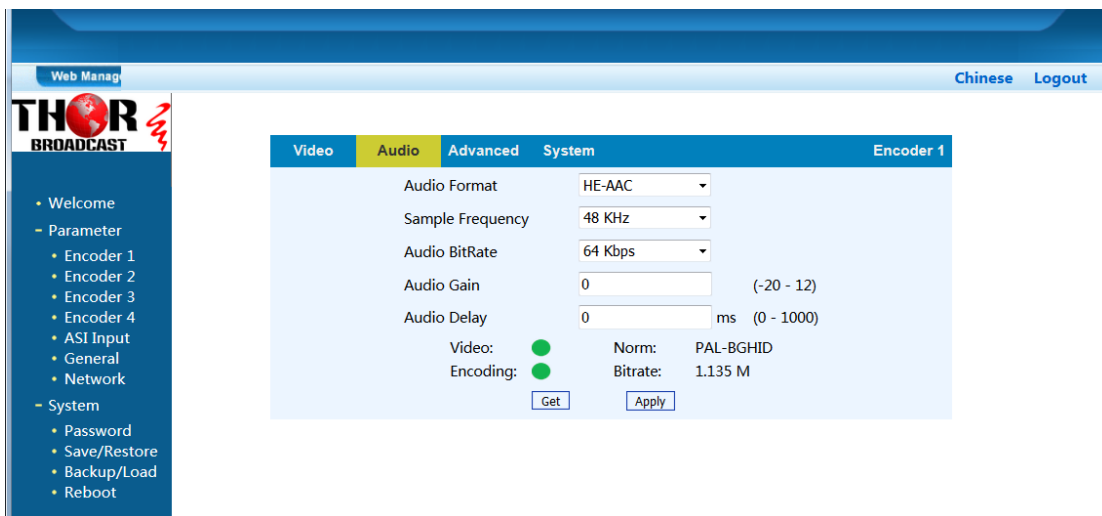 Web Manag
Chinese Logout
THOR
BROADCAST
Video Audio Advanced System Encoder 1
Audio Format HE-AAC
Sample Frequency 48 KHz
Audio BitRate 64 Kbps
Audio Gain 0 (-20 - 12)
Audio Delay 0 ms (0 - 1000)
Video: Norm: PAL-BGHID
Encoding: Bitrate: 1.135 M
Get Apply
• Welcome
- Parameter
• Encoder 1
• Encoder 2
• Encoder 3
• Encoder 4
• ASI Input
• General
• Network
- System
• Password
• Save/Restore
• Backup/Load
• Reboot